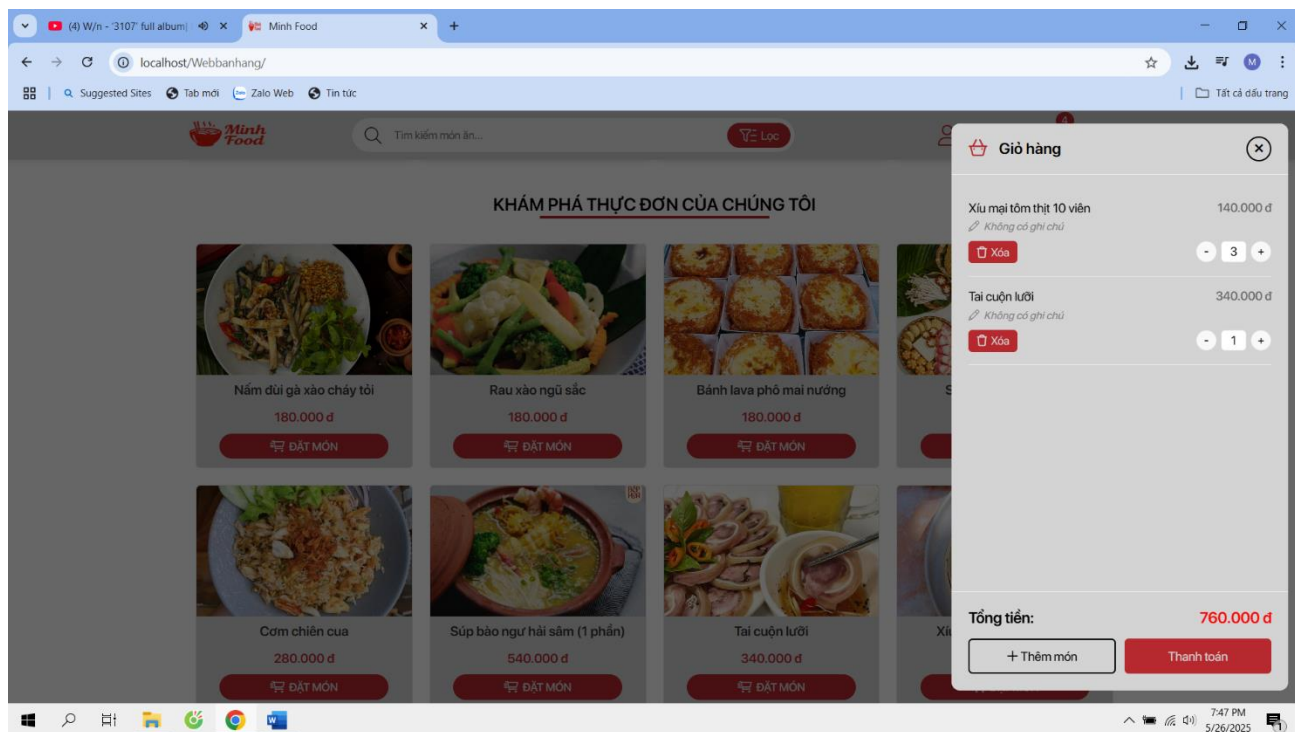 (4) W/n - '3107' full album|
Minh Food
localhost/Webbanhang/
M
Suggested Sites
Tab mới
Zalo Web
Tin tức
Tất cả dấu trang
Minh
Food
Tìm kiếm món ăn...
Lọc
4
Giỏ hàng
KHÁM PHÁ THỰC ĐƠN CỦA CHÚNG TÔI
Xíu mại tôm thịt 10 viên 140.000 đ
Không có ghi chú
Xóa - 3 +
Tai cuộn lưỡi 340.000 đ
Không có ghi chú
Xóa - 1 +
Nấm đùi gà xào cháy tỏi
180.000 đ
ĐẶT MÓN
Rau xào ngũ sắc
180.000 đ
ĐẶT MÓN
Bánh lava phô mai nướng
180.000 đ
ĐẶT MÓN
Cơm chiên cua
280.000 đ
ĐẶT MÓN
Súp bào ngư hải sâm (1 phần)
540.000 đ
ĐẶT MÓN
Tai cuộn lưỡi
340.000 đ
ĐẶT MÓN
Tổng tiền: 760.000 đ
+ Thêm món
Thanh toán
7:47 PM
5/26/2025